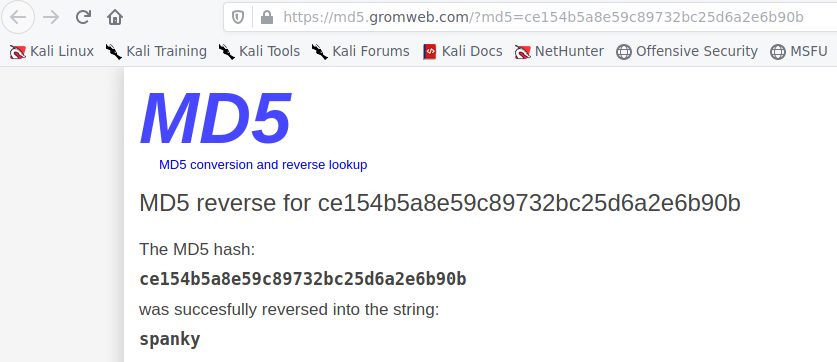 https://md5.gromweb.com/?md5=ce154b5a8e59c89732bc25d6a2e6b90b
Kali Linux Kali Training Kali Tools Kali Forums Kali Docs NetHunter Offensive Security MSFU
MD5
MD5 conversion and reverse lookup
MD5 reverse for ce154b5a8e59c89732bc25d6a2e6b90b
The MD5 hash:
ce154b5a8e59c89732bc25d6a2e6b90b
was succesfully reversed into the string:
spanky